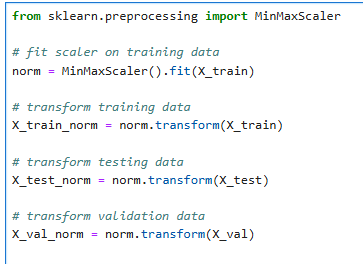 from sklearn.preprocessing import MinMaxScaler
# fit scaler on training data
norm = MinMaxScaler().fit(X_train)
# transform training data
X_train_norm = norm.transform(X_train)
# transform testing data
X_test_norm = norm.transform(X_test)
# transform validation data
X_val_norm = norm.transform(X_val)